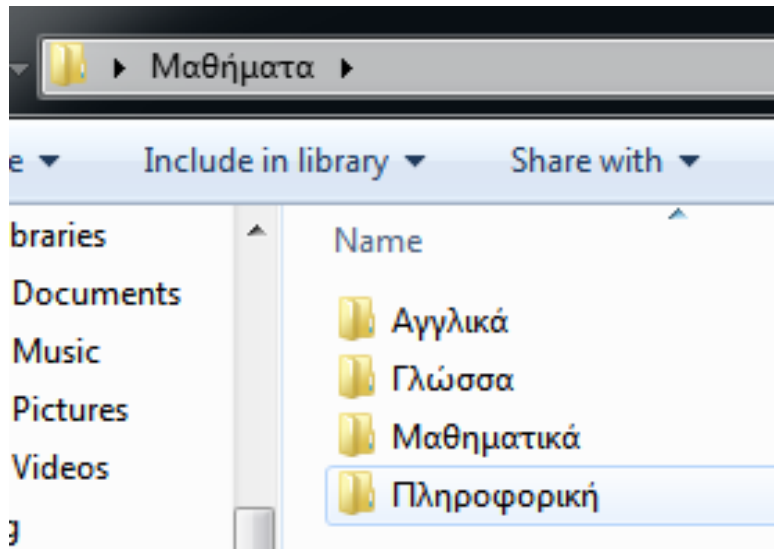 Μαθήματα
e Include in library Share with
braries
Documents
Music
Pictures
Videos
g
Name
Αγγλικά
Γλώσσα
Μαθηματικά
Πληροφορική